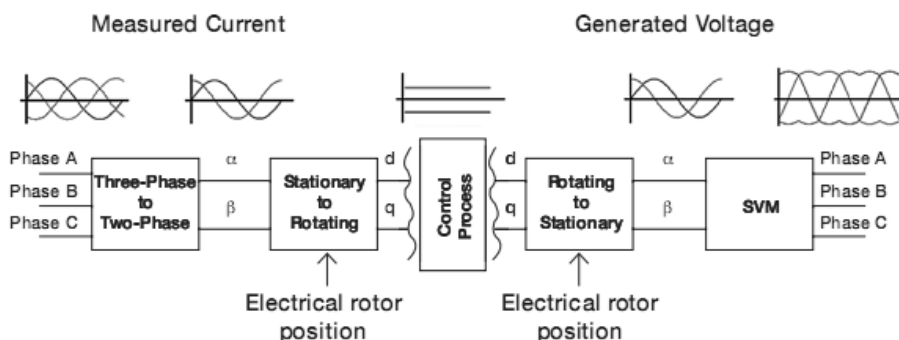 Measured Current
Generated Voltage
Phase A
Phase B
Phase C
Three-Phase
to
Two-Phase
α
β
Stationary
to
Rotating
d
q
Control
Process
d
q
Rotating
to
Stationary
α
β
SVM
Phase A
Phase B
Phase C
Electrical rotor
position
Electrical rotor
position